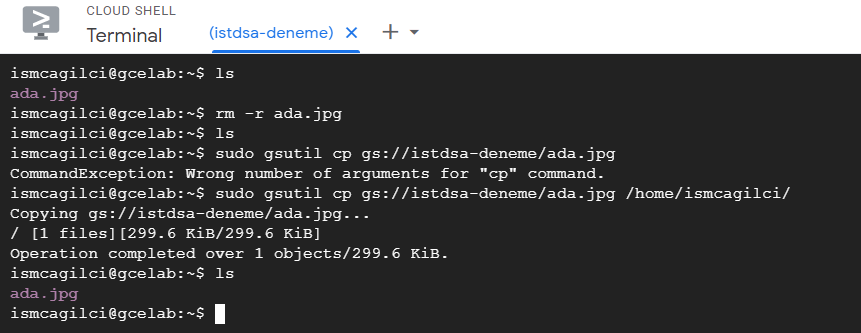 CLOUD SHELL
Terminal
(istdsa-deneme)
ismcagilci@gcelab:~$ ls
ada.jpg
ismcagilci@gcelab:~$ rm -r ada.jpg
ismcagilci@gcelab:~$ ls
ismcagilci@gcelab:~$ sudo gsutil cp gs://istdsa-deneme/ada.jpg
CommandException: Wrong number of arguments for "cp" command.
ismcagilci@gcelab:~$ sudo gsutil cp gs://istdsa-deneme/ada.jpg /home/ismcagilci/
Copying gs://istdsa-deneme/ada.jpg...
/ [1 files][299.6 KiB/299.6 KiB]
Operation completed over 1 objects/299.6 KiB.
ismcagilci@gcelab:~$ ls
ada.jpg
ismcagilci@gcelab:~$